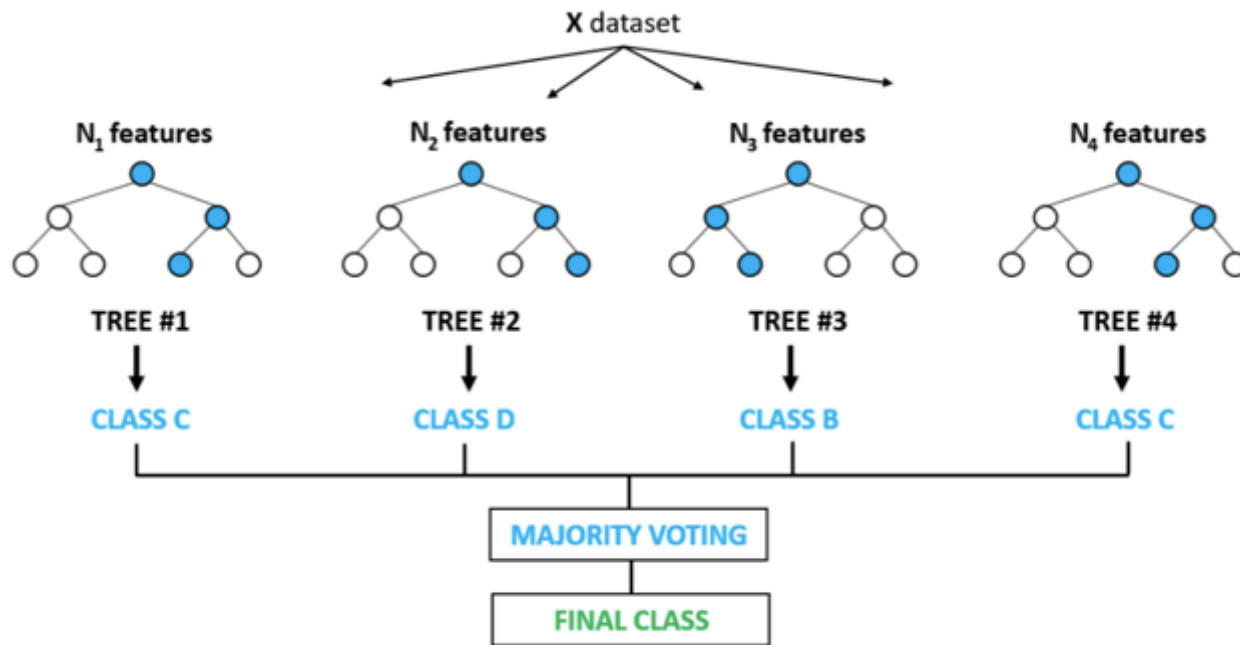 X dataset
N₁ features N₂ features N₃ features N₄ features
TREE #1 TREE #2 TREE #3 TREE #4
CLASS C CLASS D CLASS B CLASS C
MAJORITY VOTING
FINAL CLASS